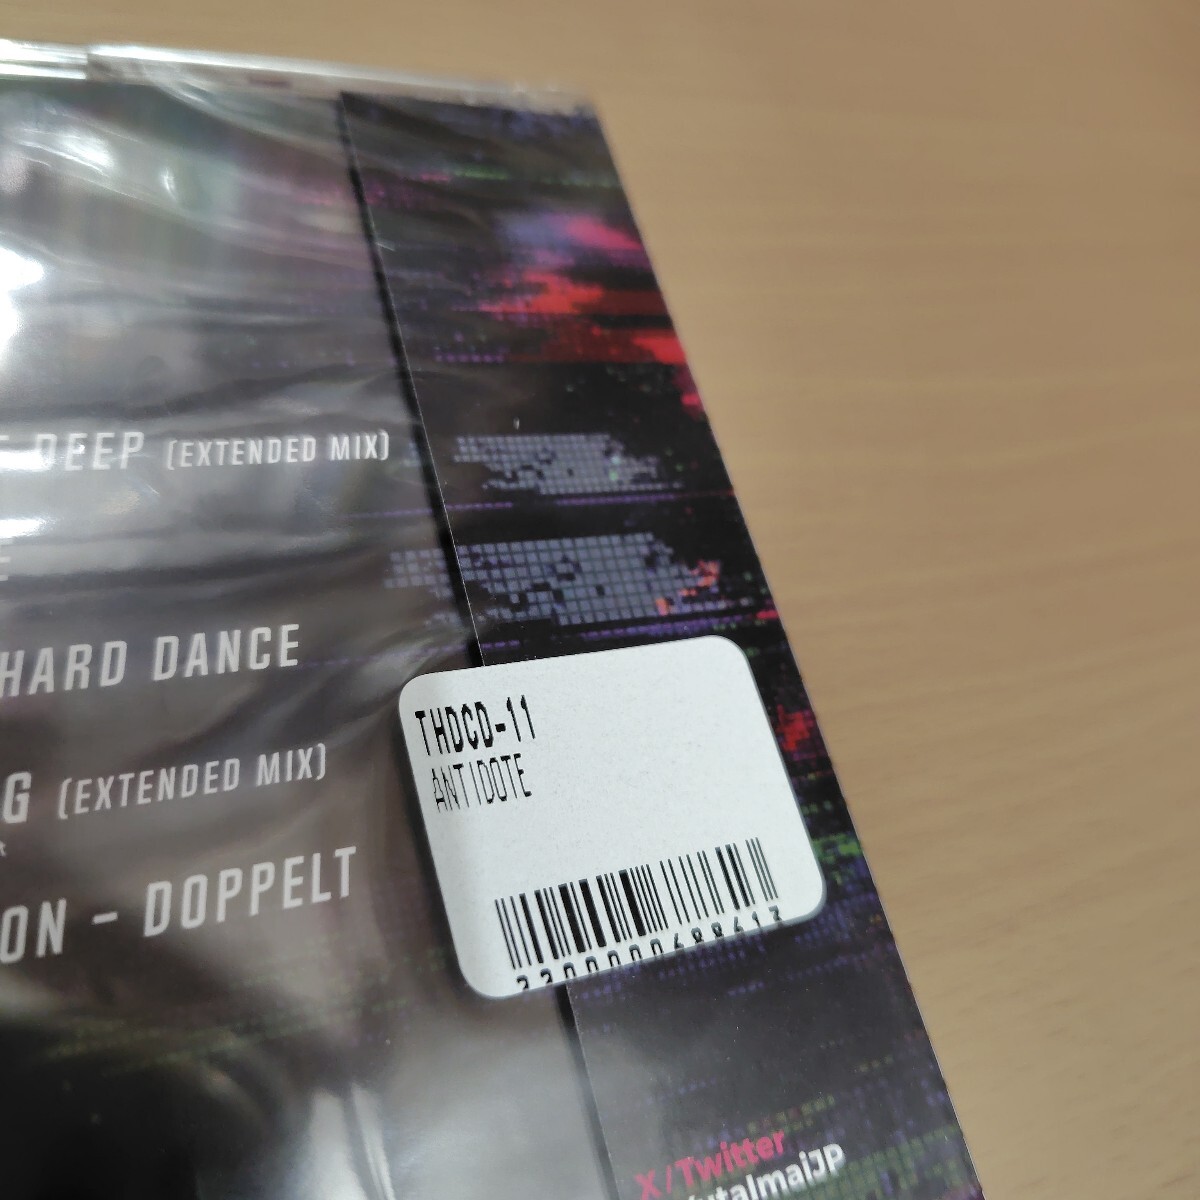 DEEP (EXTENDED MIX)
HARD DANCE
G (EXTENDED MIX)
ON – DOPPELT
THDCD-11
ANTIDOTE
X / Twitter